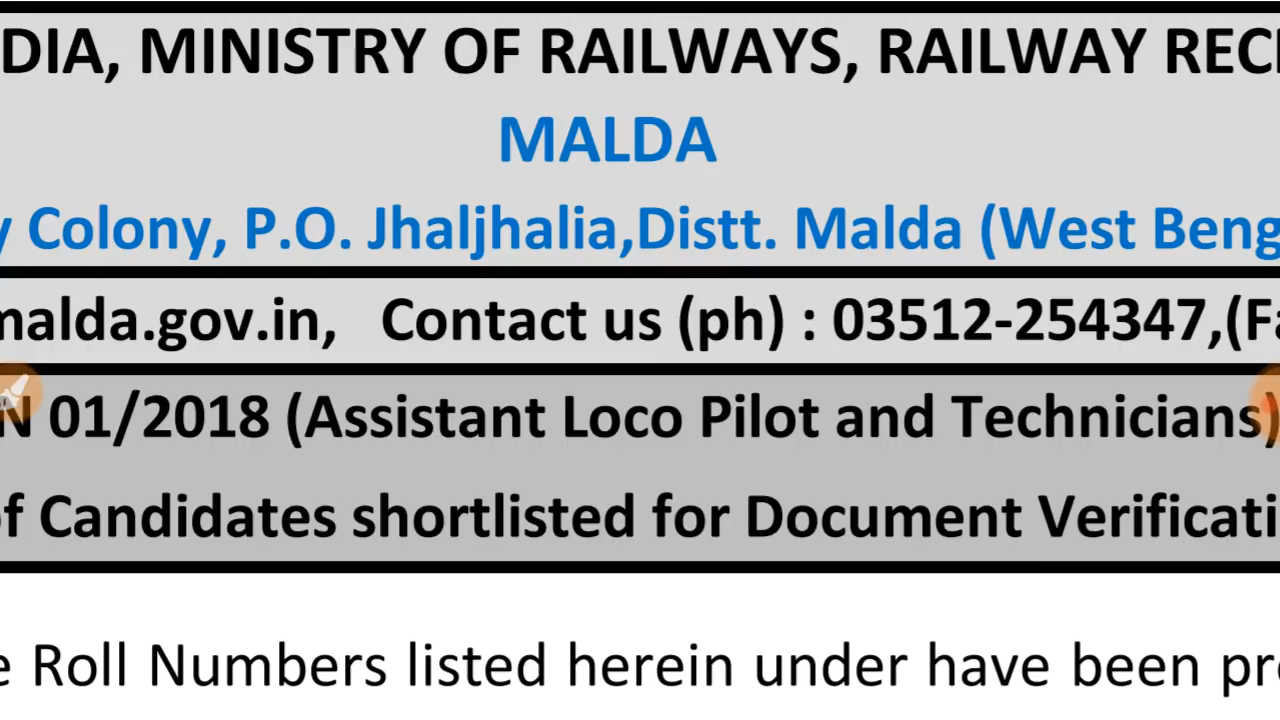 DIA, MINISTRY OF RAILWAYS, RAILWAY REC
MALDA
y Colony, P.O. Jhaljhalia,Distt. Malda (West Beng
malda.gov.in, Contact us (ph) : 03512-254347,(Fa
N 01/2018 (Assistant Loco Pilot and Technicians)
of Candidates shortlisted for Document Verificati
e Roll Numbers listed herein under have been pr